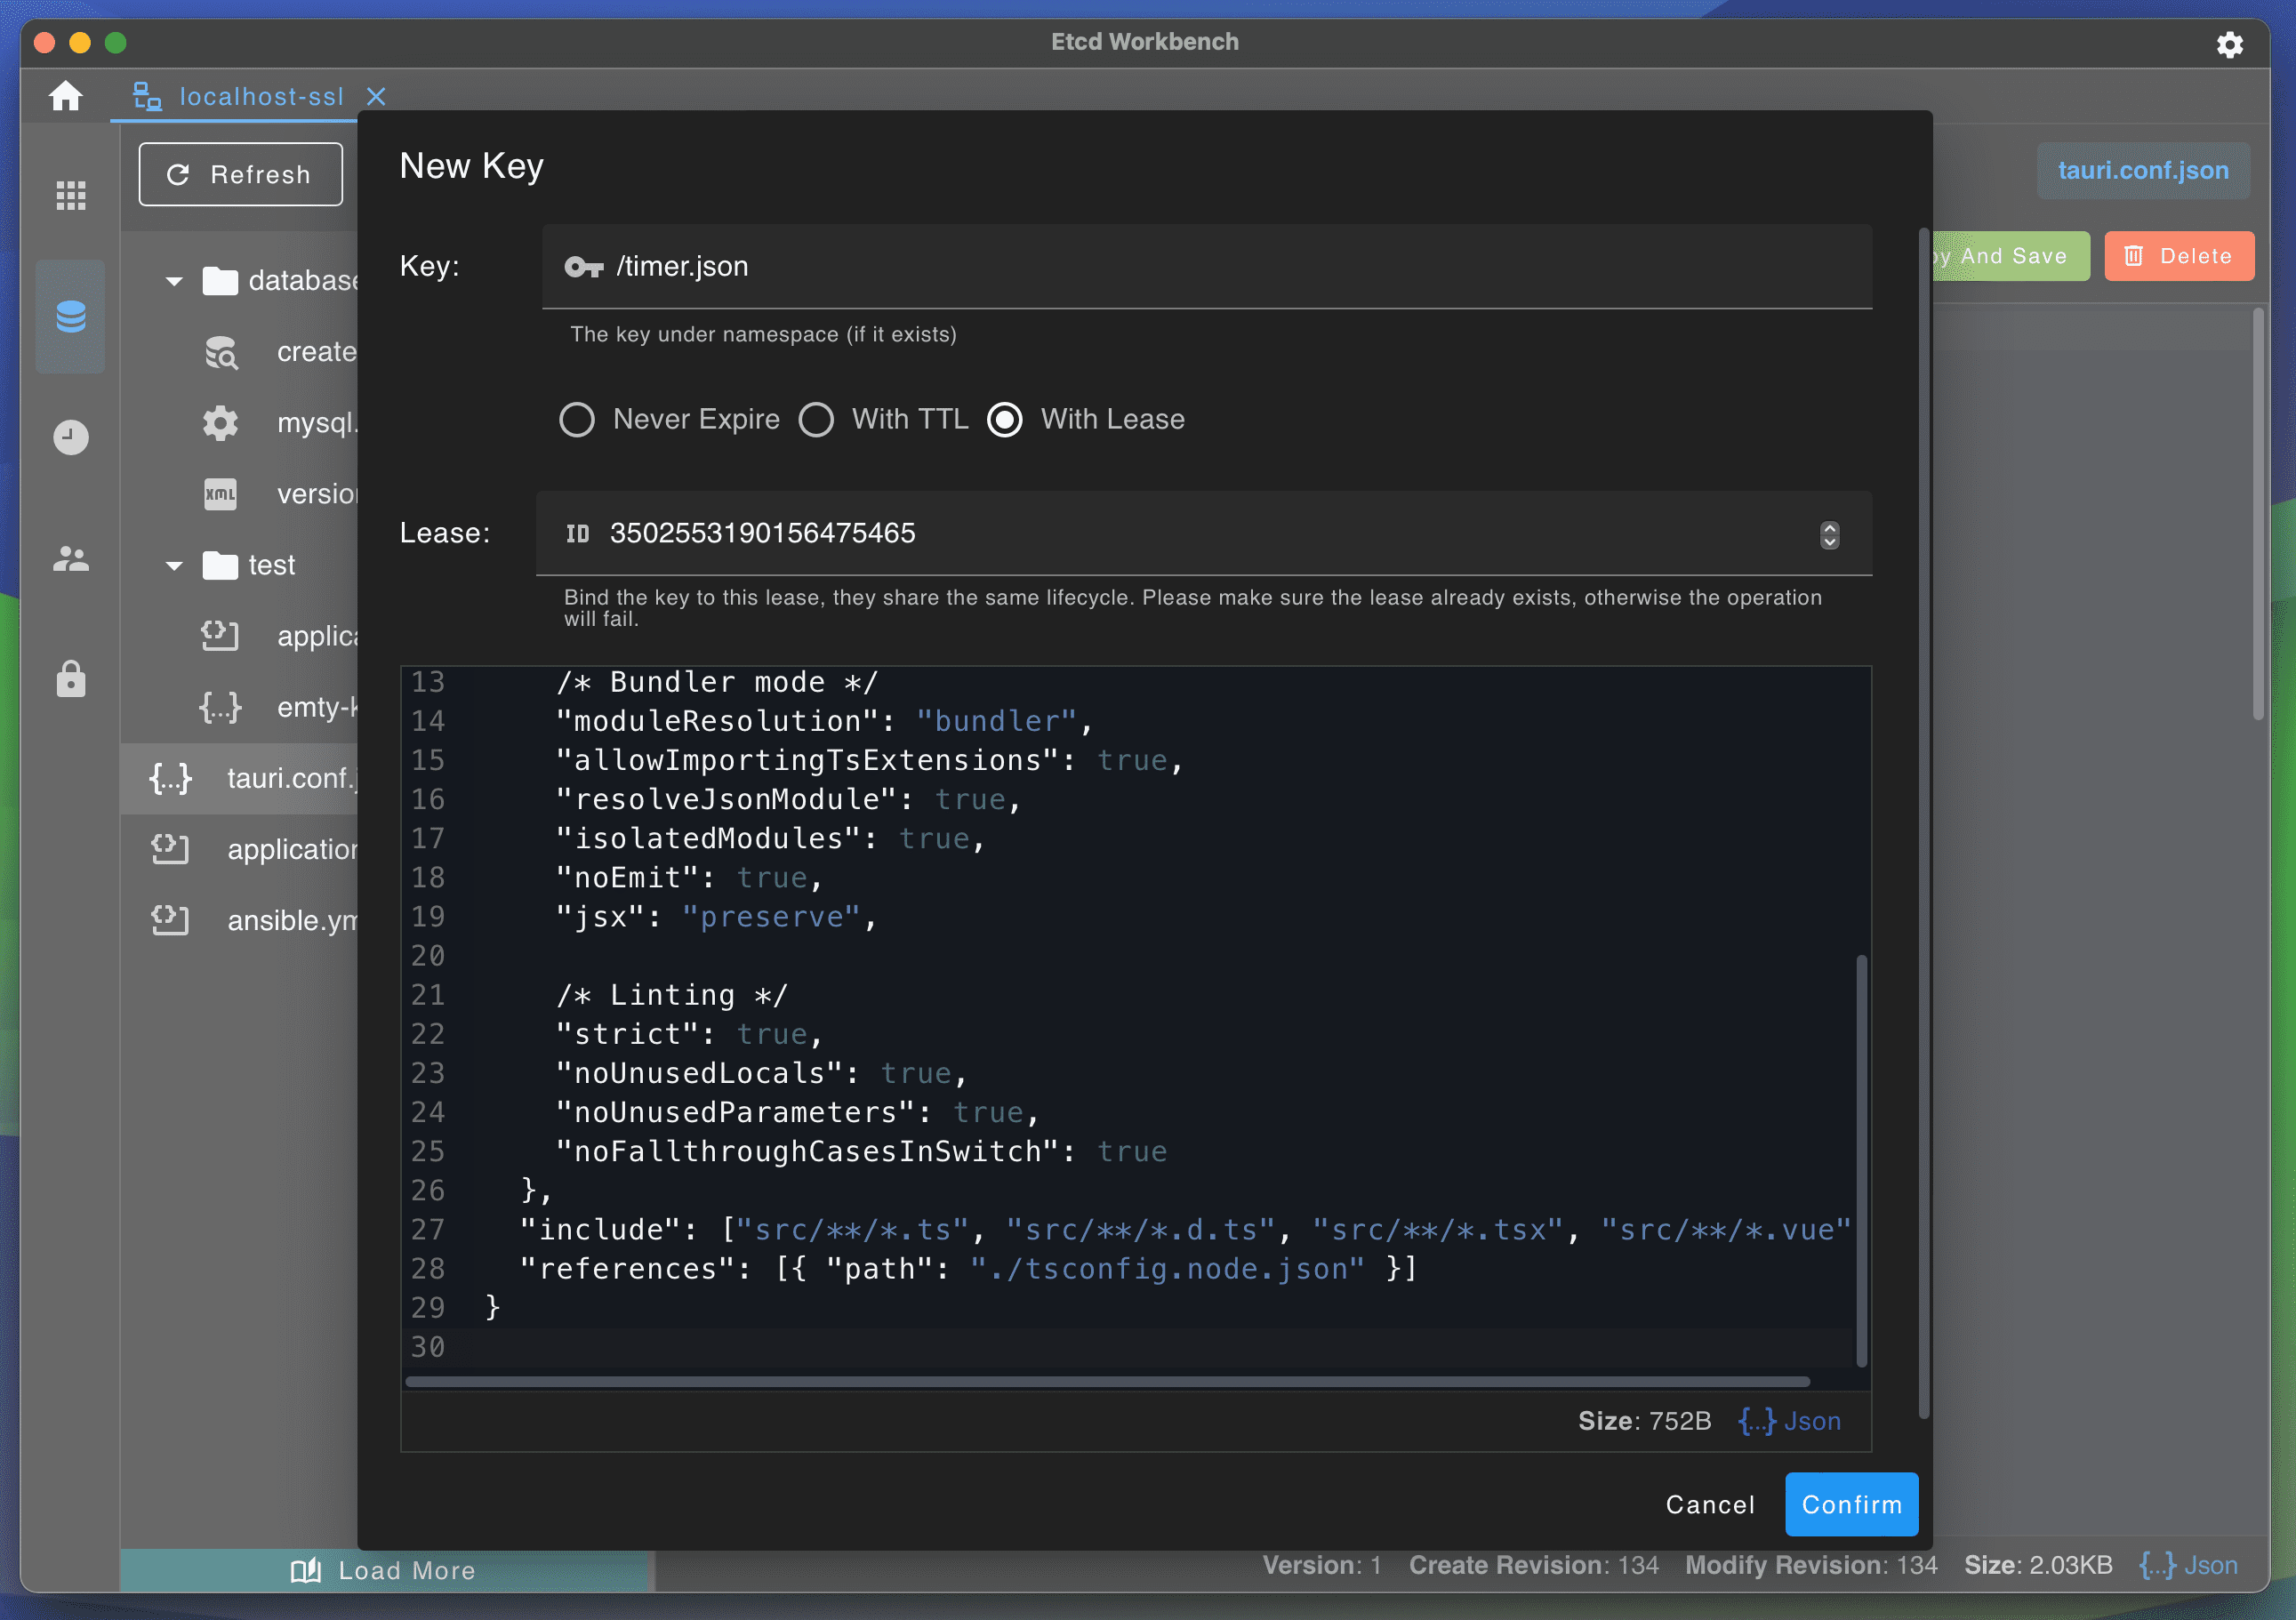 Etcd Workbench
localhost-ssl
Refresh
tauri.conf.json
And Save
Delete
database
create
mysql.
XML
test
tauri.conf.
New Key
Key: /timer.json
The key under namespace (if it exists)
Never Expire With TTL With Lease
Lease: ID 3502553190156475465
Bind the key to this lease, they share the same lifecycle. Please make sure the lease already exists, otherwise the operation
will fail.
13 /* Bundler mode */
14 "moduleResolution": "bundler",
15 "allowImportingTsExtensions": true,
16 "resolveJsonModule": true,
17 "isolatedModules": true,
18 "noEmit": true,
19 "jsx": "preserve",
20
21 /* Linting */
22 "strict": true,
23 "noUnusedLocals": true,
24 "noUnusedParameters": true,
25 "noFallthroughCasesInSwitch": true
26 },
27 "include": ["src/**/*.ts", "src/**/*.d.ts", "src/**/*.tsx", "src/**/*.vue"
28 "references": [{ "path": "./tsconfig.node.json" }]
29 }
30
Size: 752B {...} Json
Cancel Confirm
Load More
Version: 1 Create Revision: 134 Modify Revision: 134 Size: 2.03KB {...} Json